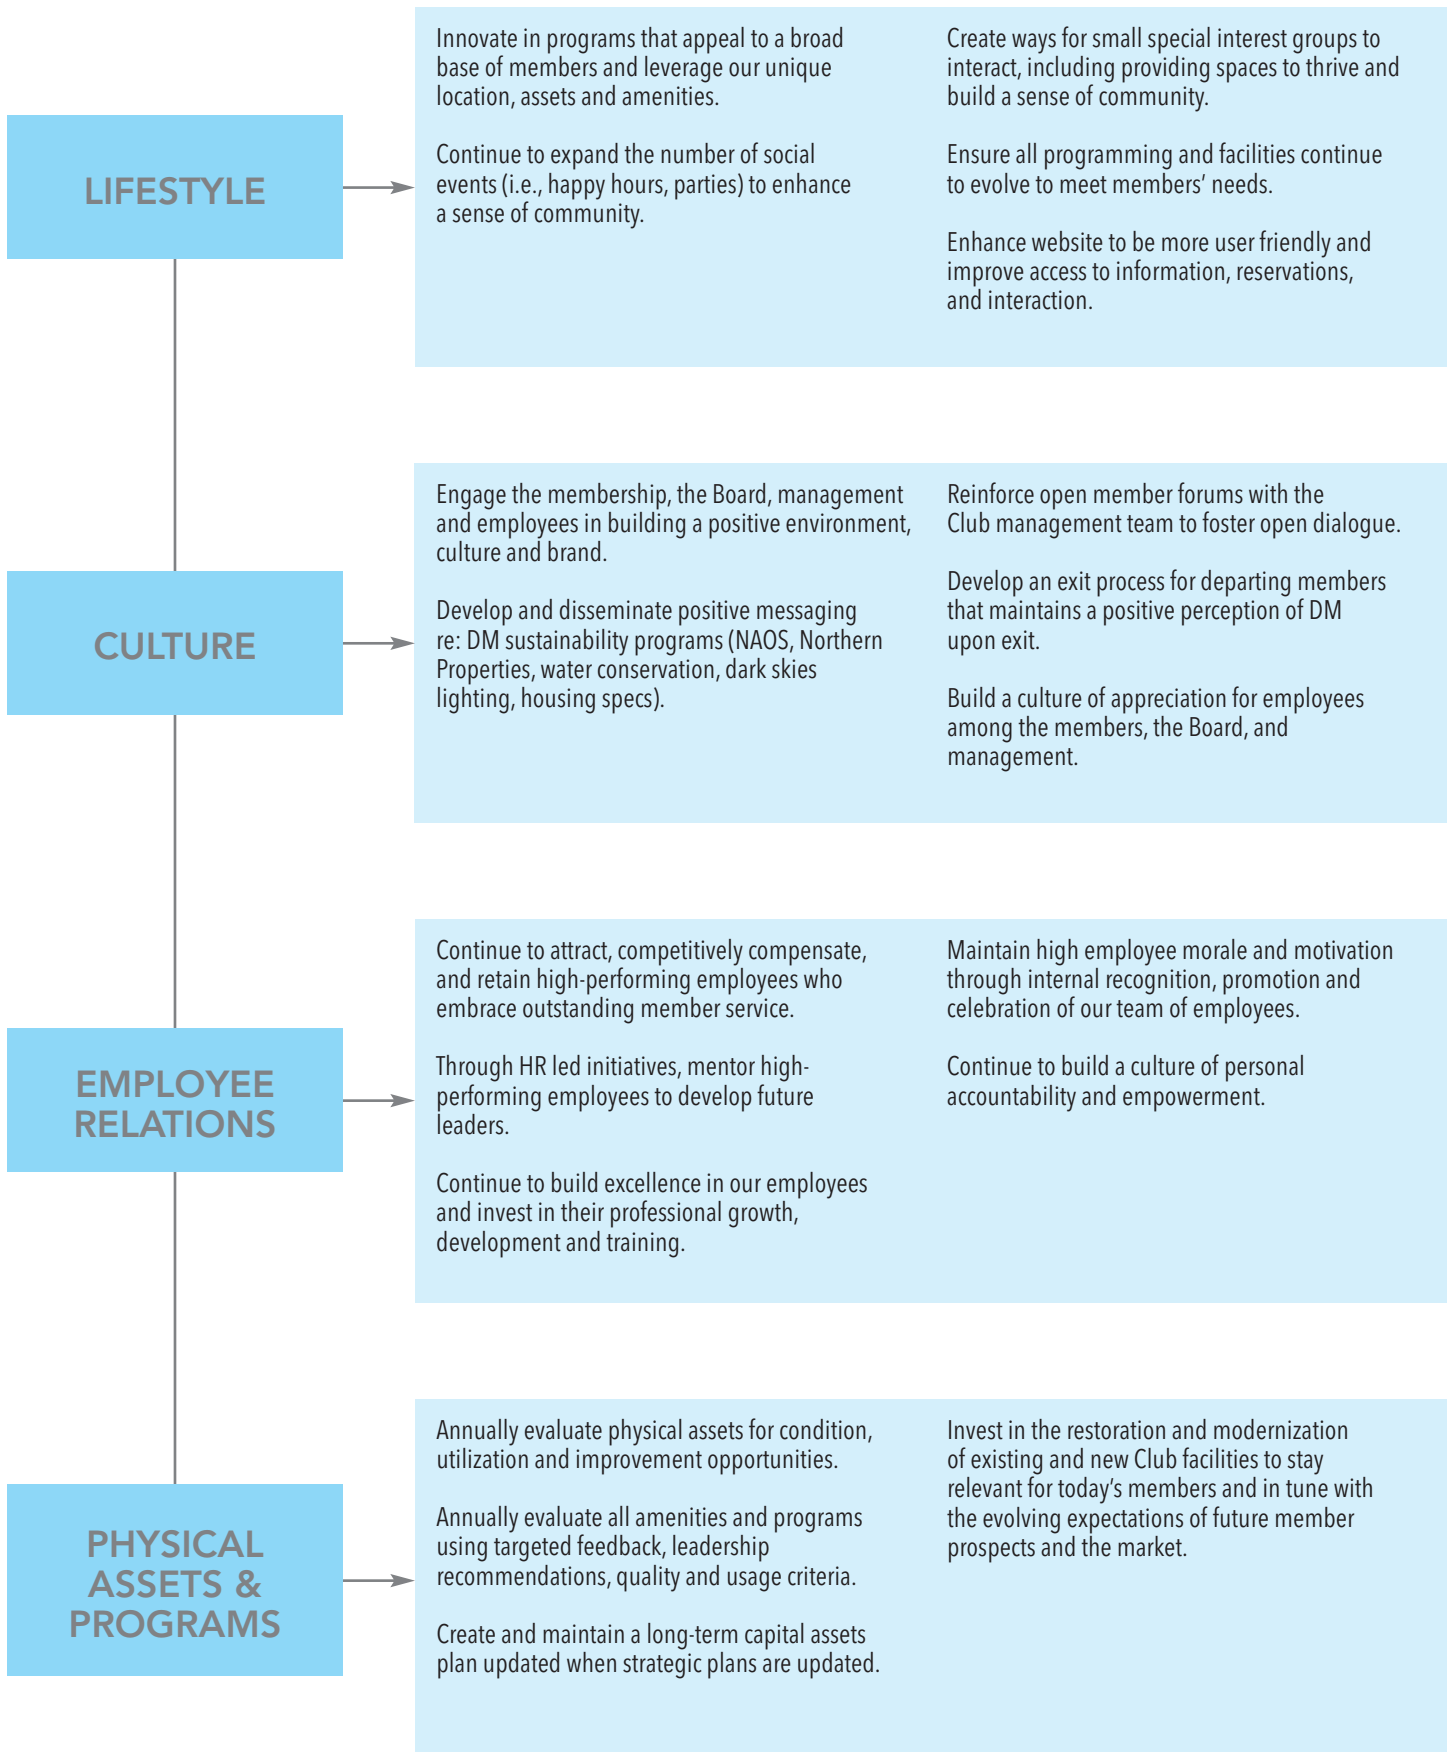 LIFESTYLE
Innovate in programs that appeal to a broad
base of members and leverage our unique
location, assets and amenities.
Continue to expand the number of social
events (i.e., happy hours, parties) to enhance
a sense of community.
Create ways for small special interest groups to
interact, including providing spaces to thrive and
build a sense of community.
Ensure all programming and facilities continue
to evolve to meet members’ needs.
Enhance website to be more user friendly and
improve access to information, reservations,
and interaction.
CULTURE
Engage the membership, the Board, management
and employees in building a positive environment,
culture and brand.
Develop and disseminate positive messaging
re: DM sustainability programs (NAOS, Northern
Properties, water conservation, dark skies
lighting, housing specs).
Reinforce open member forums with the
Club management team to foster open dialogue.
Develop an exit process for departing members
that maintains a positive perception of DM
upon exit.
Build a culture of appreciation for employees
among the members, the Board, and
management.
EMPLOYEE
RELATIONS
Continue to attract, competitively compensate,
and retain high-performing employees who
embrace outstanding member service.
Through HR led initiatives, mentor high-
performing employees to develop future
leaders.
Continue to build excellence in our employees
and invest in their professional growth,
development and training.
Maintain high employee morale and motivation
through internal recognition, promotion and
celebration of our team of employees.
Continue to build a culture of personal
accountability and empowerment.
PHYSICAL
ASSETS &
PROGRAMS
Annually evaluate physical assets for condition,
utilization and improvement opportunities.
Annually evaluate all amenities and programs
using targeted feedback, leadership
recommendations, quality and usage criteria.
Create and maintain a long-term capital assets
plan updated when strategic plans are updated.
Invest in the restoration and modernization
of existing and new Club facilities to stay
relevant for today’s members and in tune with
the evolving expectations of future member
prospects and the market.